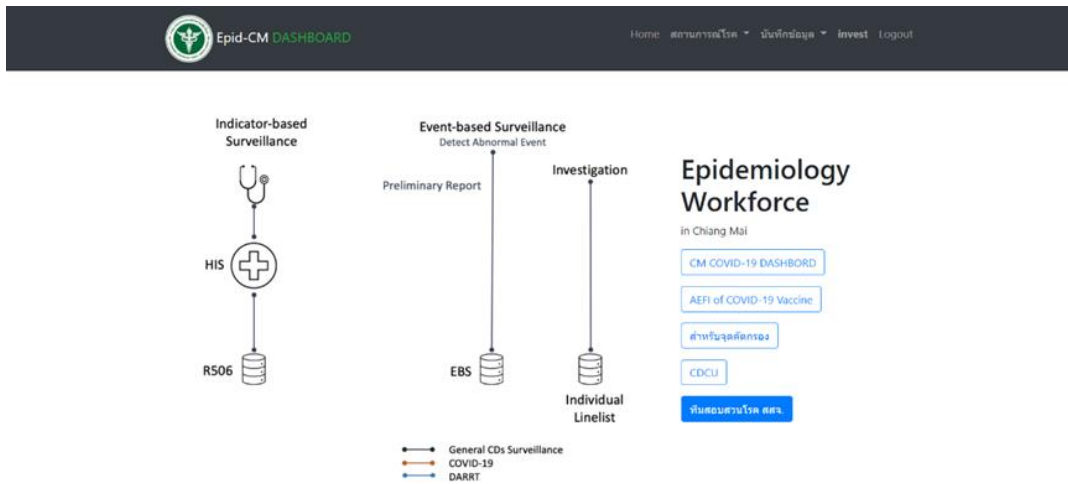 Epid-CM DASHBOARD
Home สถานการณ์โรค บันทึกข้อมูล invest Logout
Indicator-based
Surveillance
HIS
R506
Event-based Surveillance
Detect Abnormal Event
Preliminary Report
EBS
Investigation
Individual
Linelist
General CDs Surveillance
COVID-19
DARRT
Epidemiology
Workforce
in Chiang Mai
CM COVID-19 DASHBORD
AEFI of COVID-19 Vaccine
สำหรับจุดคัดกรอง
CDCU
ทีมสอบสวนโรค สสจ.